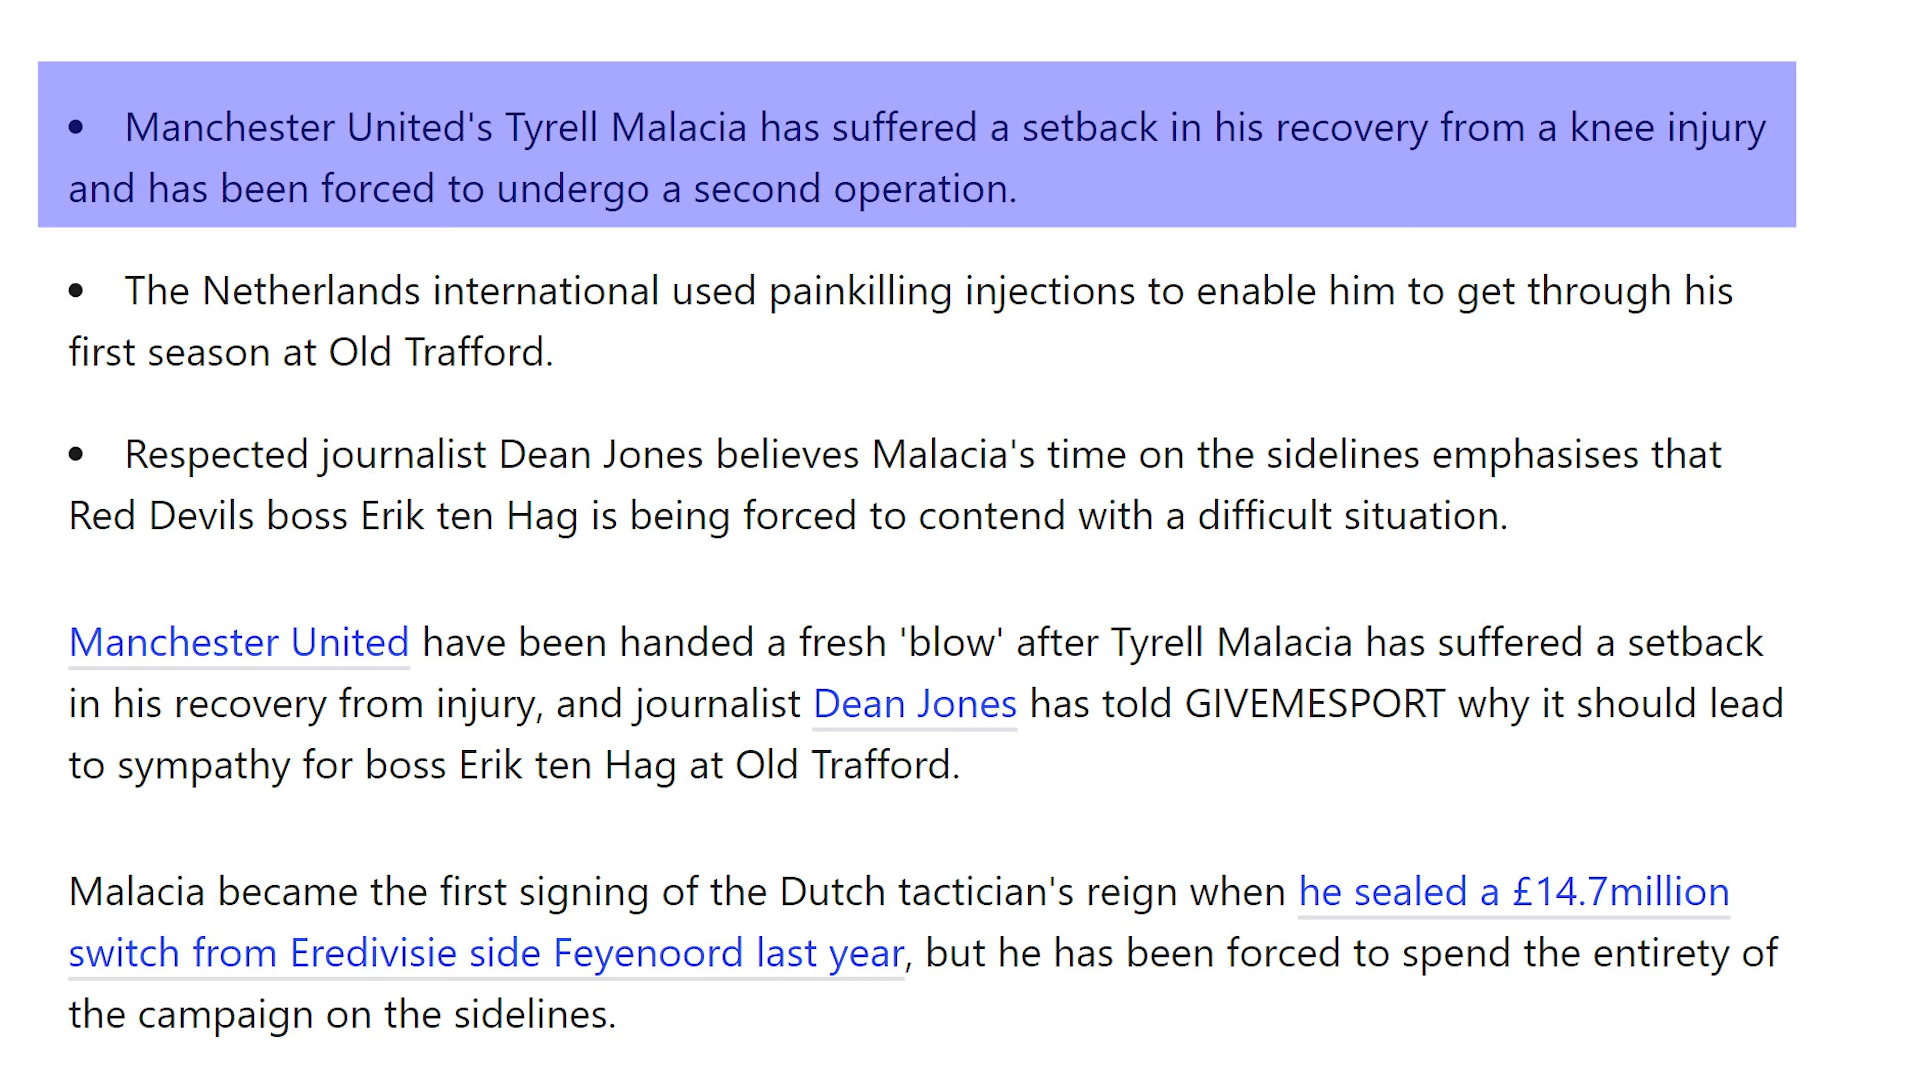 • Manchester United's Tyrell Malacia has suffered a setback in his recovery from a knee injury
and has been forced to undergo a second operation.
• The Netherlands international used painkilling injections to enable him to get through his
first season at Old Trafford.
• Respected journalist Dean Jones believes Malacia's time on the sidelines emphasises that
Red Devils boss Erik ten Hag is being forced to contend with a difficult situation.
Manchester United have been handed a fresh 'blow' after Tyrell Malacia has suffered a setback
in his recovery from injury, and journalist Dean Jones has told GIVEMESPORT why it should lead
to sympathy for boss Erik ten Hag at Old Trafford.
Malacia became the first signing of the Dutch tactician's reign when he sealed a £14.7million
switch from Eredivisie side Feyenoord last year, but he has been forced to spend the entirety of
the campaign on the sidelines.